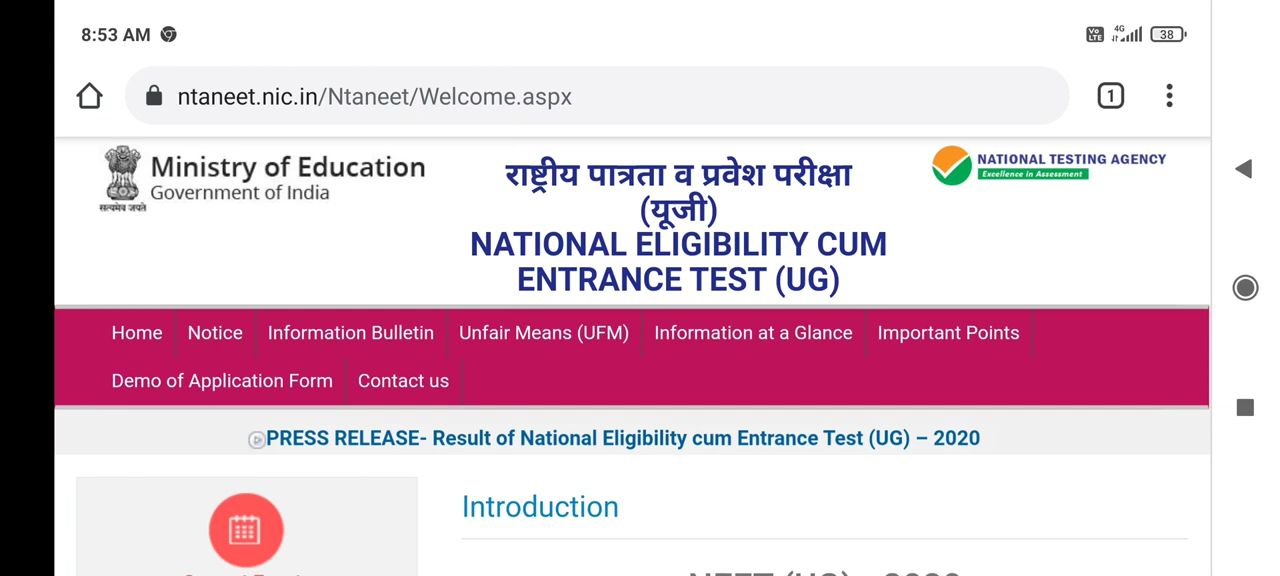 8:53 AM
Vo LTE 4G 38
ntaneet.nic.in/Ntaneet/Welcome.aspx
1
Ministry of Education
Government of India
सत्यमेव जयते
राष्ट्रीय पात्रता व प्रवेश परीक्षा
(यूजी)
NATIONAL ELIGIBILITY CUM
ENTRANCE TEST (UG)
NATIONAL TESTING AGENCY
Excellence in Assessment
Home Notice Information Bulletin Unfair Means (UFM) Information at a Glance Important Points
Demo of Application Form Contact us
PRESS RELEASE- Result of National Eligibility cum Entrance Test (UG) – 2020
Introduction